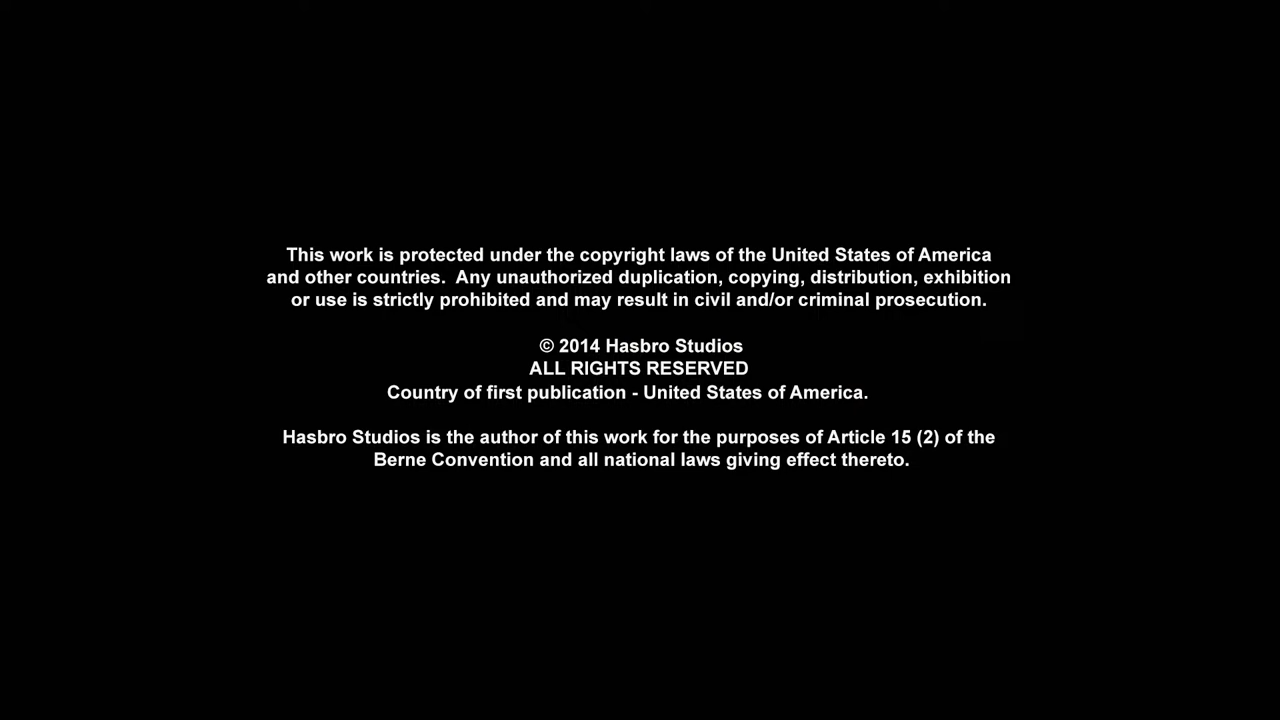 This work is protected under the copyright laws of the United States of America
and other countries.  Any unauthorized duplication, copying, distribution, exhibition
or use is strictly prohibited and may result in civil and/or criminal prosecution.
© 2014 Hasbro Studios
ALL RIGHTS RESERVED
Country of first publication - United States of America.
Hasbro Studios is the author of this work for the purposes of Article 15 (2) of the
Berne Convention and all national laws giving effect thereto.